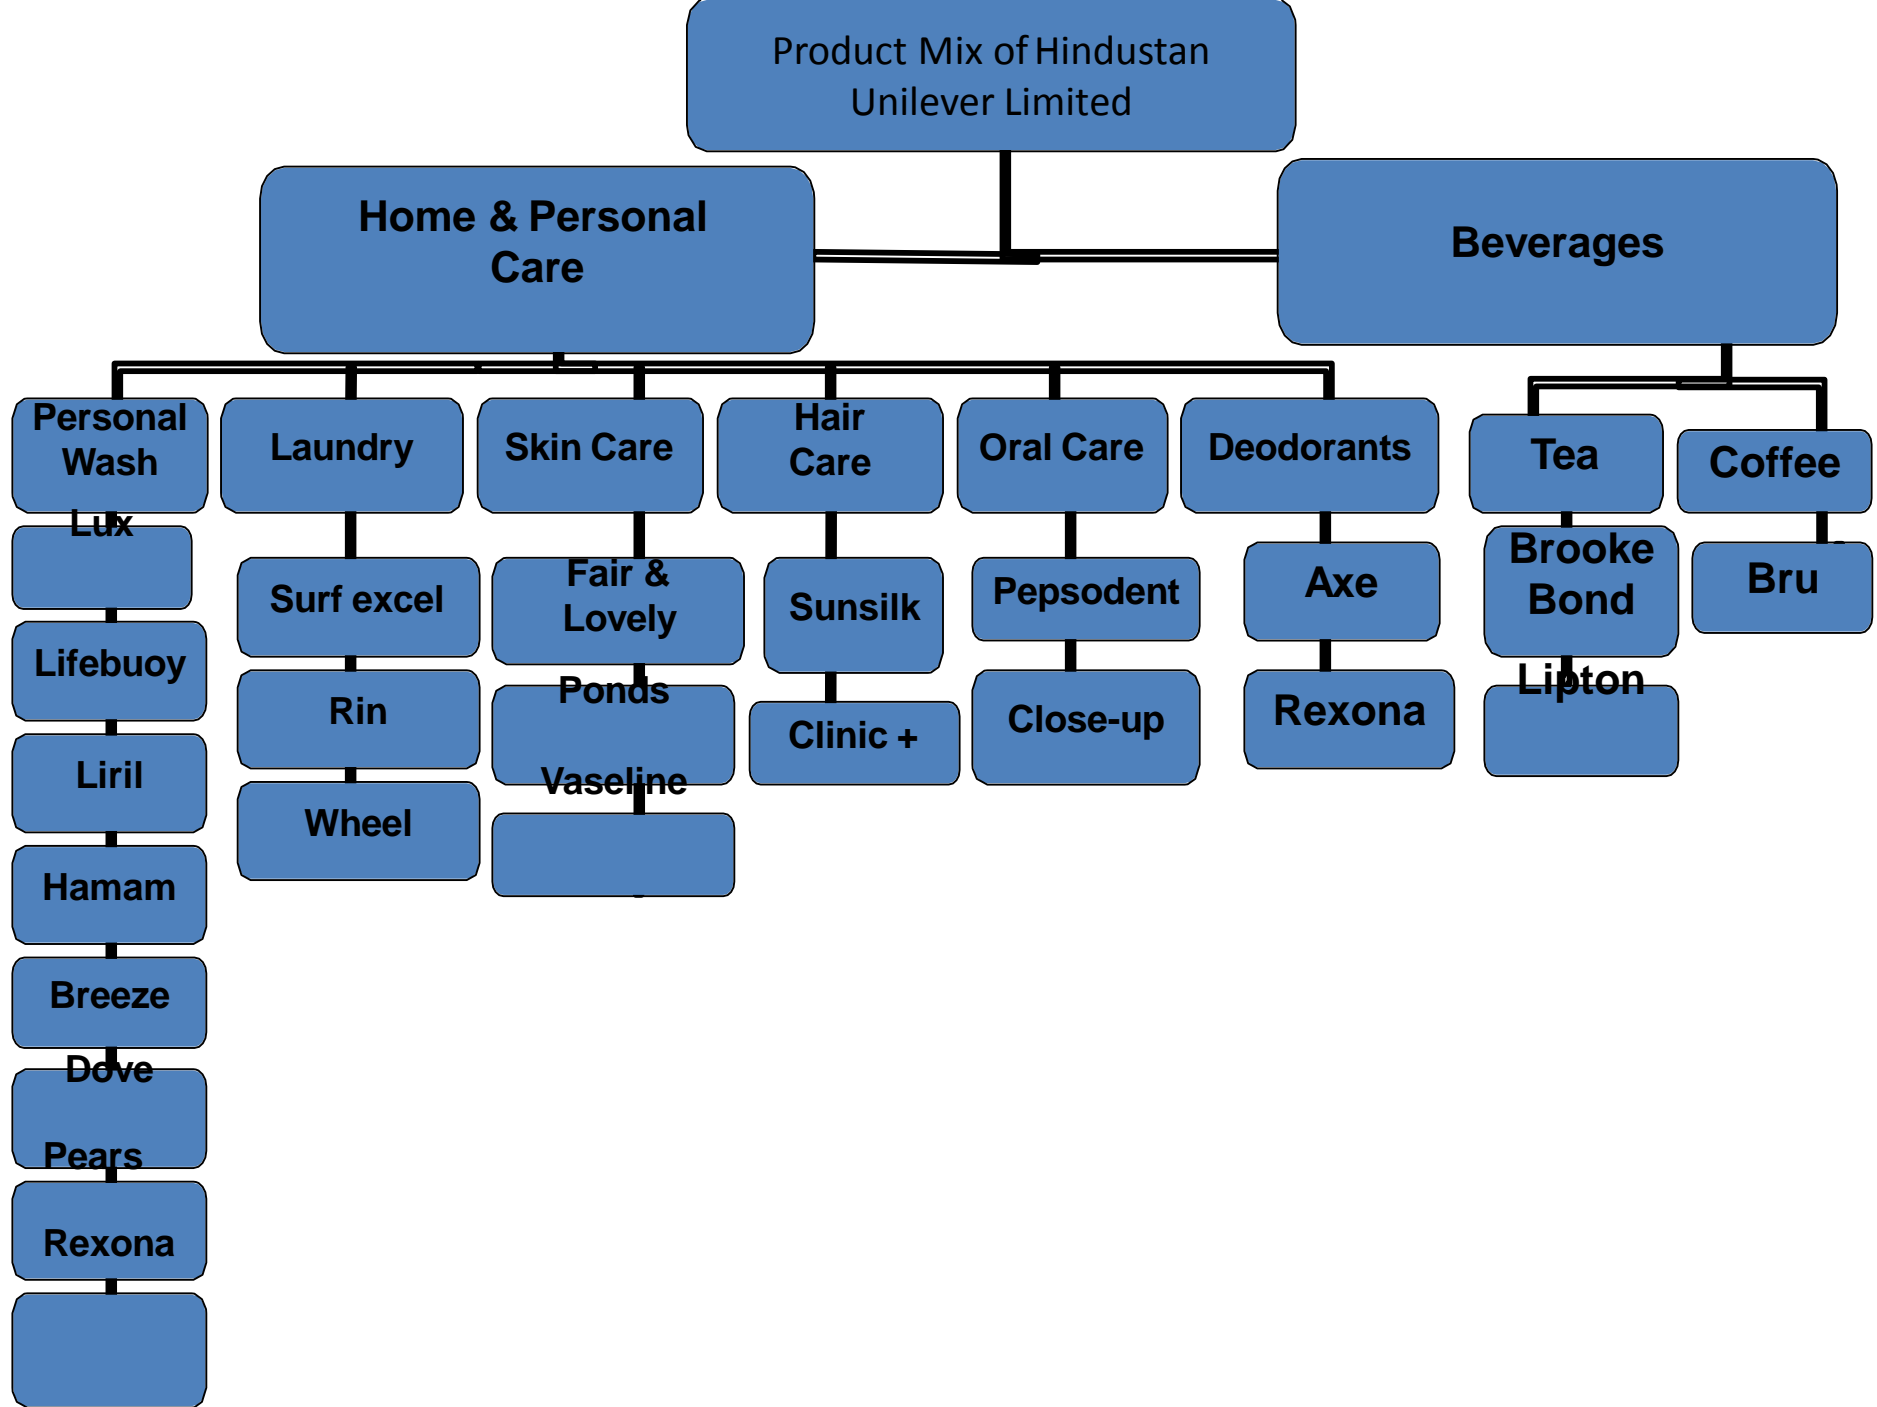 Product Mix of Hindustan
Unilever Limited
Home & Personal
Care
Beverages
Personal
Wash
Laundry
Skin Care
Hair
Care
Oral Care
Deodorants
Tea
Coffee
Lux
Lifebuoy
Liril
Hamam
Breeze
Dove
Pears
Rexona
Surf excel
Rin
Wheel
Fair &
Lovely
Ponds
Vaseline
Sunsilk
Clinic +
Pepsodent
Close-up
Axe
Rexona
Brooke
Bond
Lipton
Bru